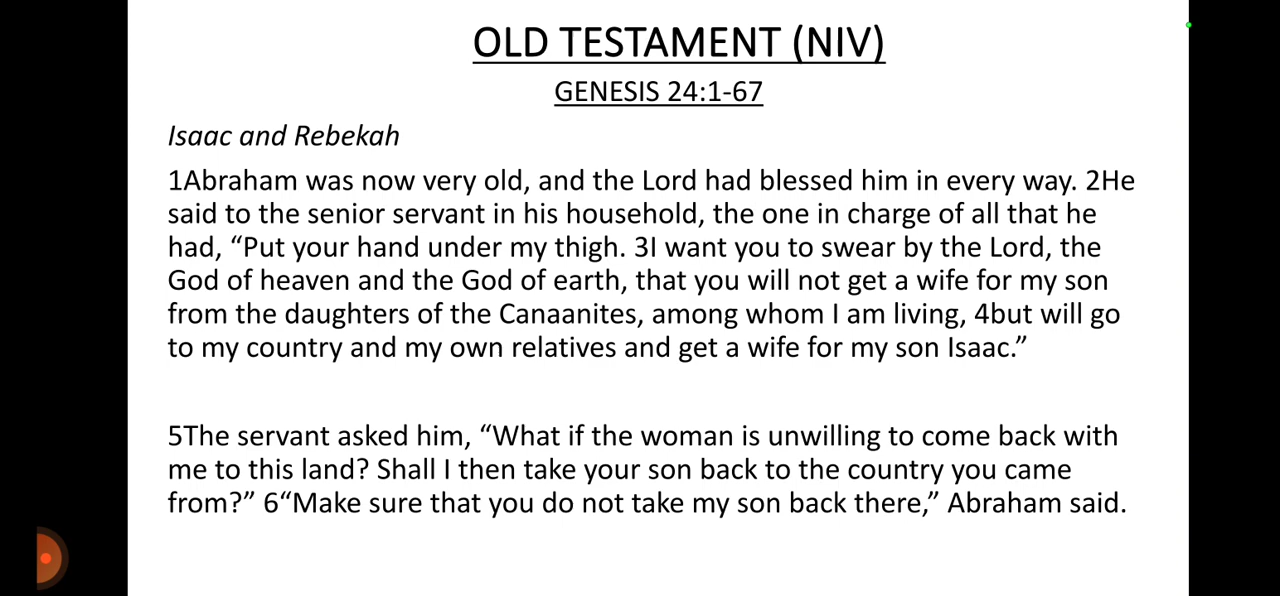 OLD TESTAMENT (NIV)
GENESIS 24:1-67
Isaac and Rebekah
1Abraham was now very old, and the Lord had blessed him in every way. 2He
said to the senior servant in his household, the one in charge of all that he
had, “Put your hand under my thigh. 3I want you to swear by the Lord, the
God of heaven and the God of earth, that you will not get a wife for my son
from the daughters of the Canaanites, among whom I am living, 4but will go
to my country and my own relatives and get a wife for my son Isaac.”
5The servant asked him, “What if the woman is unwilling to come back with
me to this land? Shall I then take your son back to the country you came
from?” 6“Make sure that you do not take my son back there,” Abraham said.